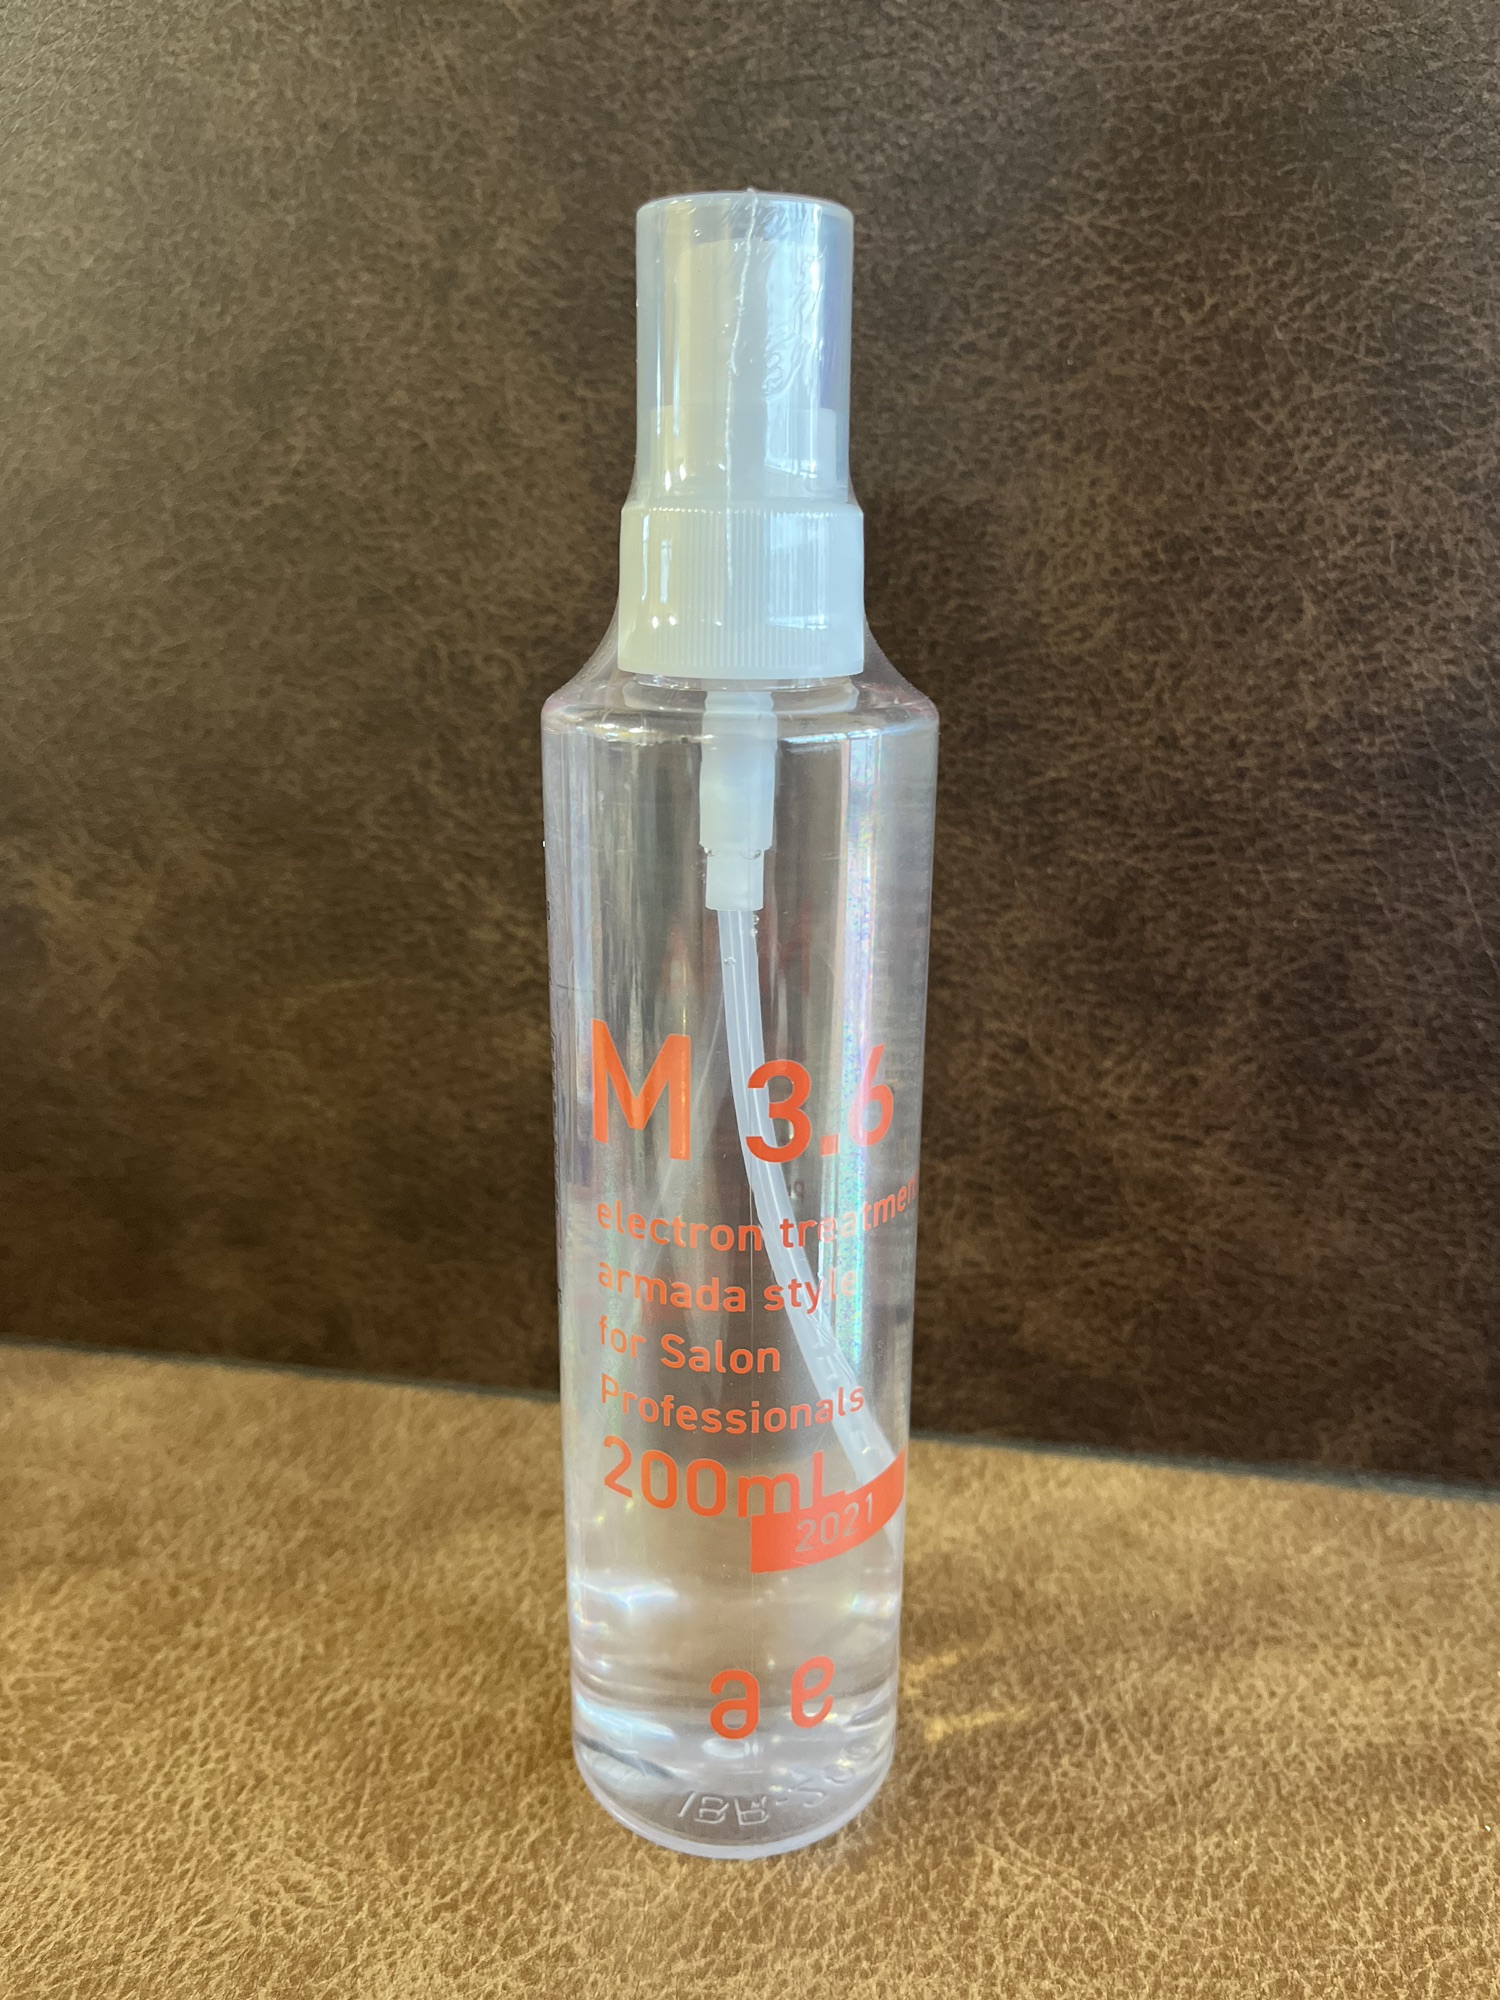 M 3.6
electron treatment
armada style
for Salon
Professionals
200mL
2021
ae